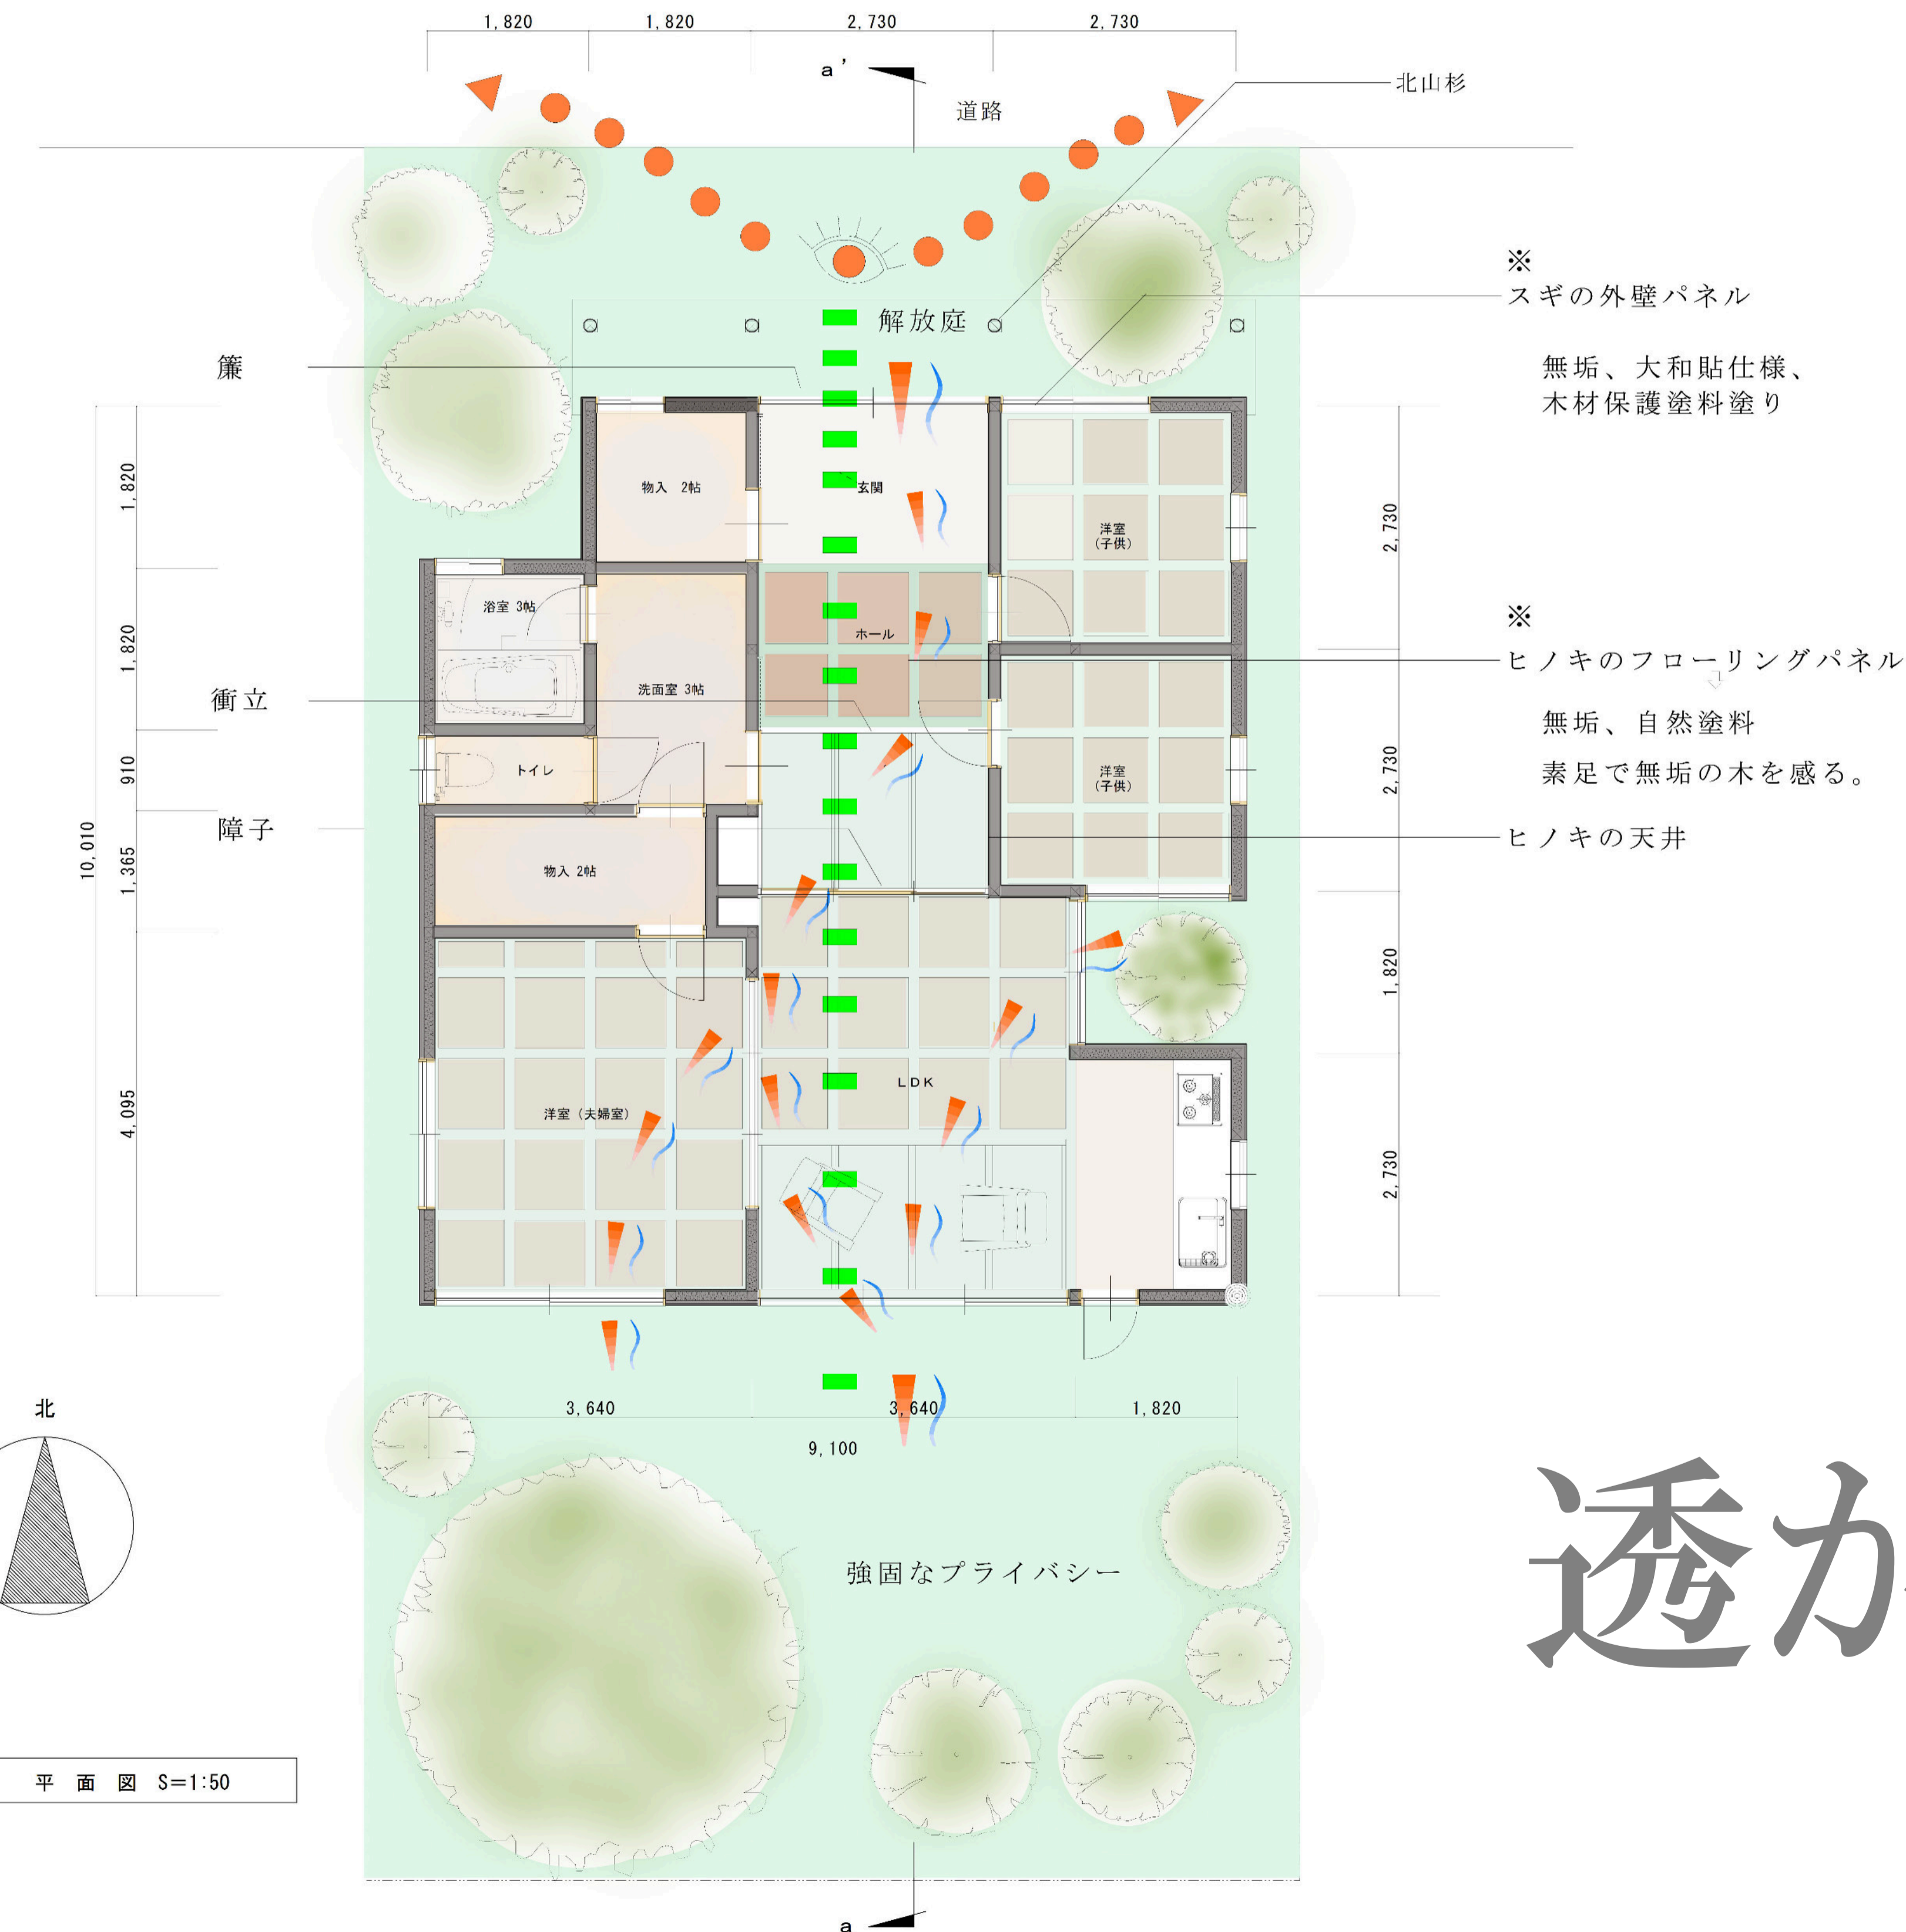 1,820
1,820
2,730
2,730
a'
道路
北山杉
※
スギの外壁パネル
無垢、大和貼仕様、
木材保護塗料塗り
解放庭
簾
1,820
物入 2帖
玄関
洋室
(子供)
2,730
浴室 3帖
ホール
1,820
洗面室 3帖
※
ヒノキのフローリングパネル
無垢、自然塗料
素足で無垢の木を感る。
衝立
910
トイレ
洋室
(子供)
2,730
障子
ヒノキの天井
10,010
1,365
物入 2帖
1,820
4,095
洋室(夫婦室)
LDK
2,730
3,640
3,640
1,820
9,100
北
強固なプライバシー
透か
平 面 図 S=1:50
a